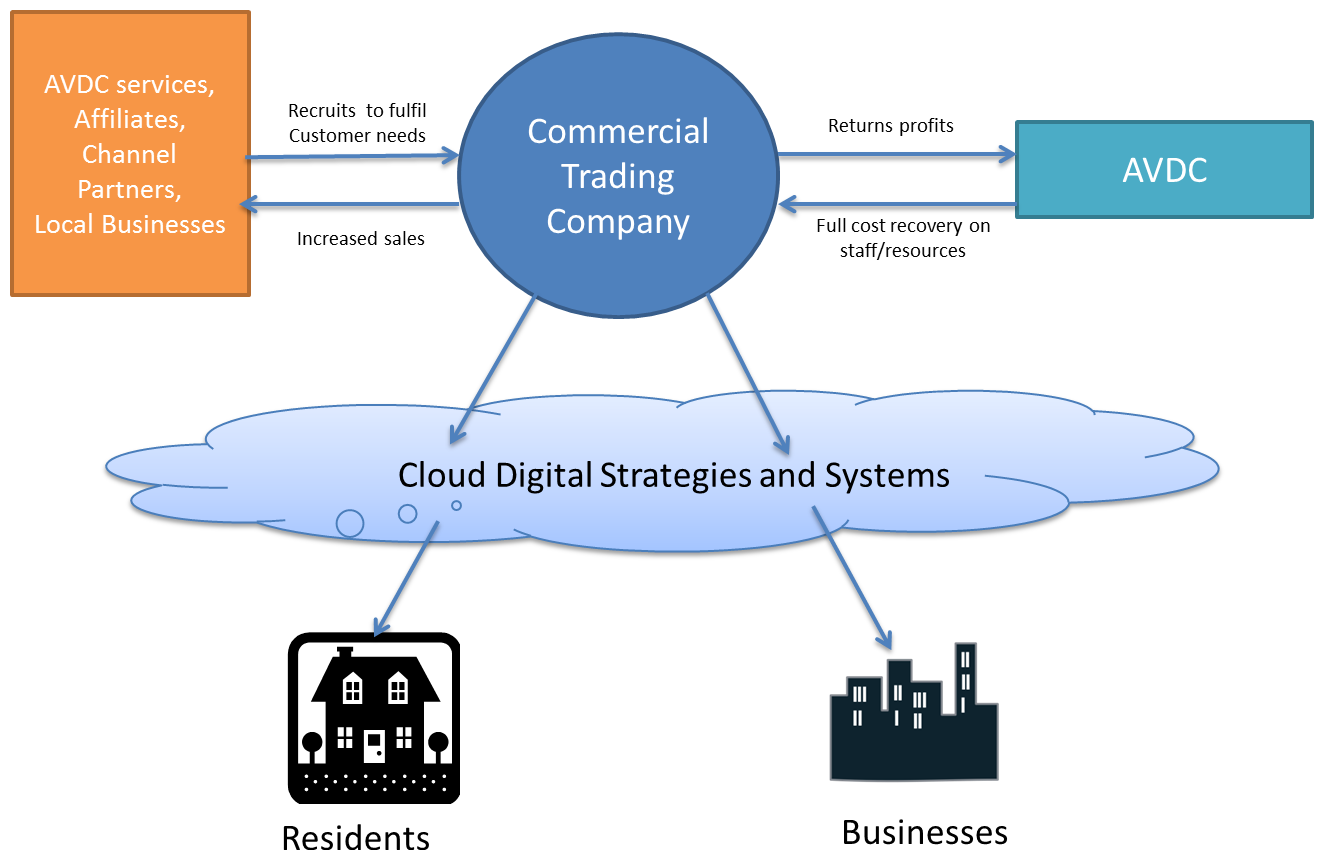 AVDC services,
Affiliates,
Channel
Partners,
Local Businesses
Recruits to fulfil
Customer needs
Increased sales
Commercial
Trading
Company
Returns profits
Full cost recovery on
staff/resources
AVDC
Cloud Digital Strategies and Systems
Residents
Businesses